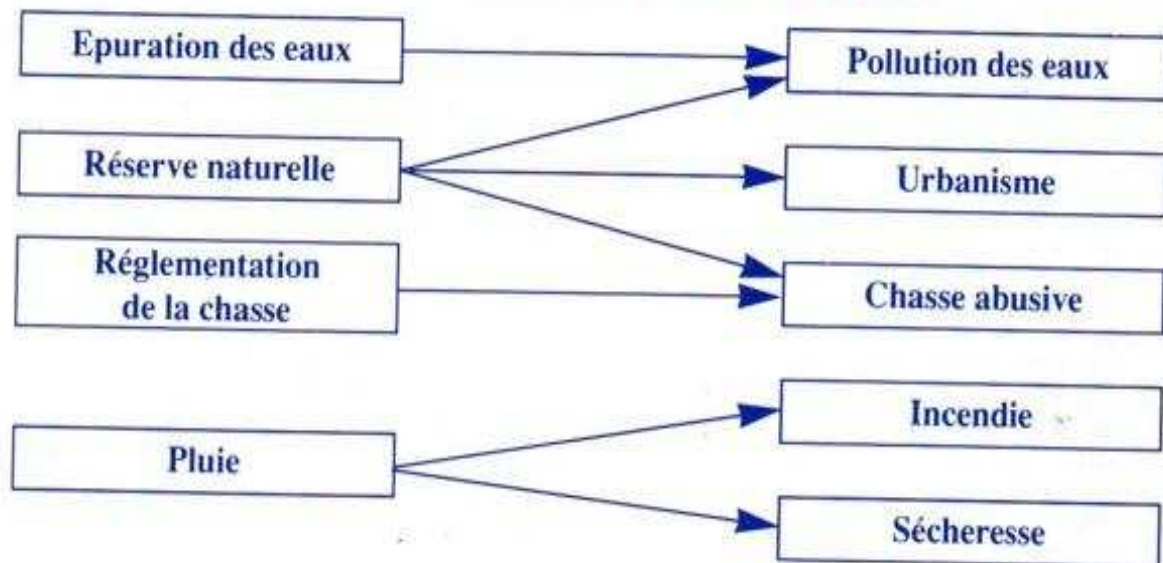 Epuration des eaux
Pollution des eaux
Réserve naturelle
Urbanisme
Réglementation
de la chasse
Chasse abusive
Incendie
Pluie
Sécheresse